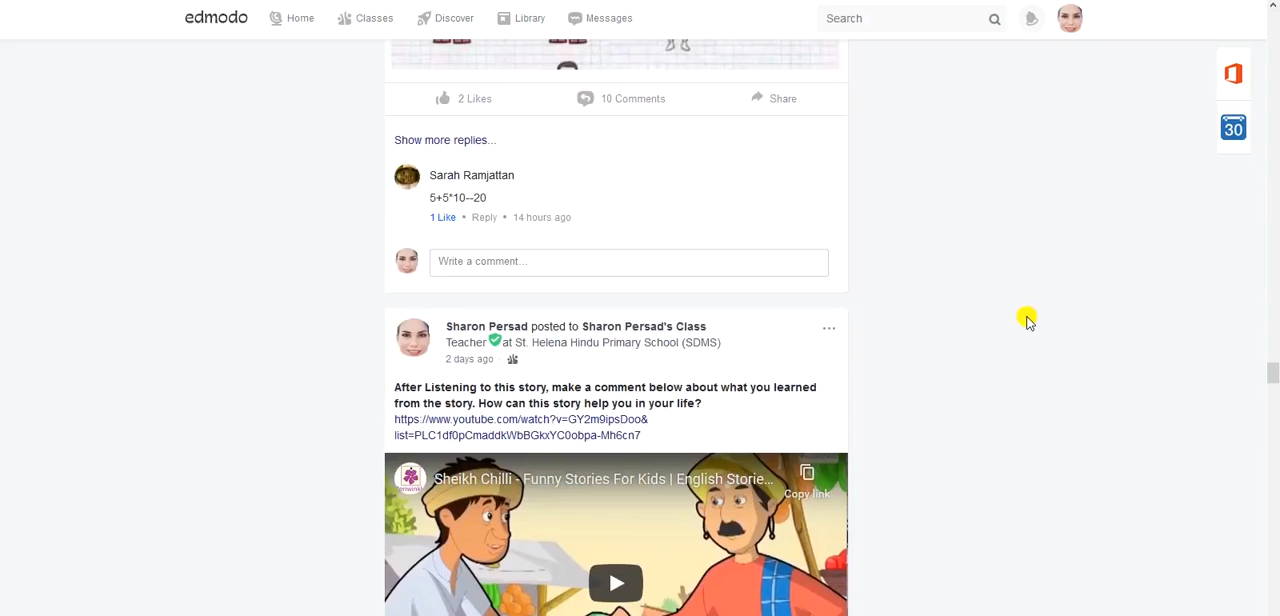 edmodo Home Classes Discover Library Messages Search
2 Likes 10 Comments Share
30
Show more replies...
Sarah Ramjattan
5+5*10--20
1 Like • Reply • 14 hours ago
Write a comment...
Sharon Persad posted to Sharon Persad's Class
Teacher at St. Helena Hindu Primary School (SDMS)
2 days ago
After Listening to this story, make a comment below about what you learned
from the story. How can this story help you in your life?
https://www.youtube.com/watch?v=GY2m9ipsDoo&
list=PLC1df0pCmaddkWbBGkxYC0obpa-Mh6cn7
Sheikh Chilli - Funny Stories For Kids | English Storie...
Copy link